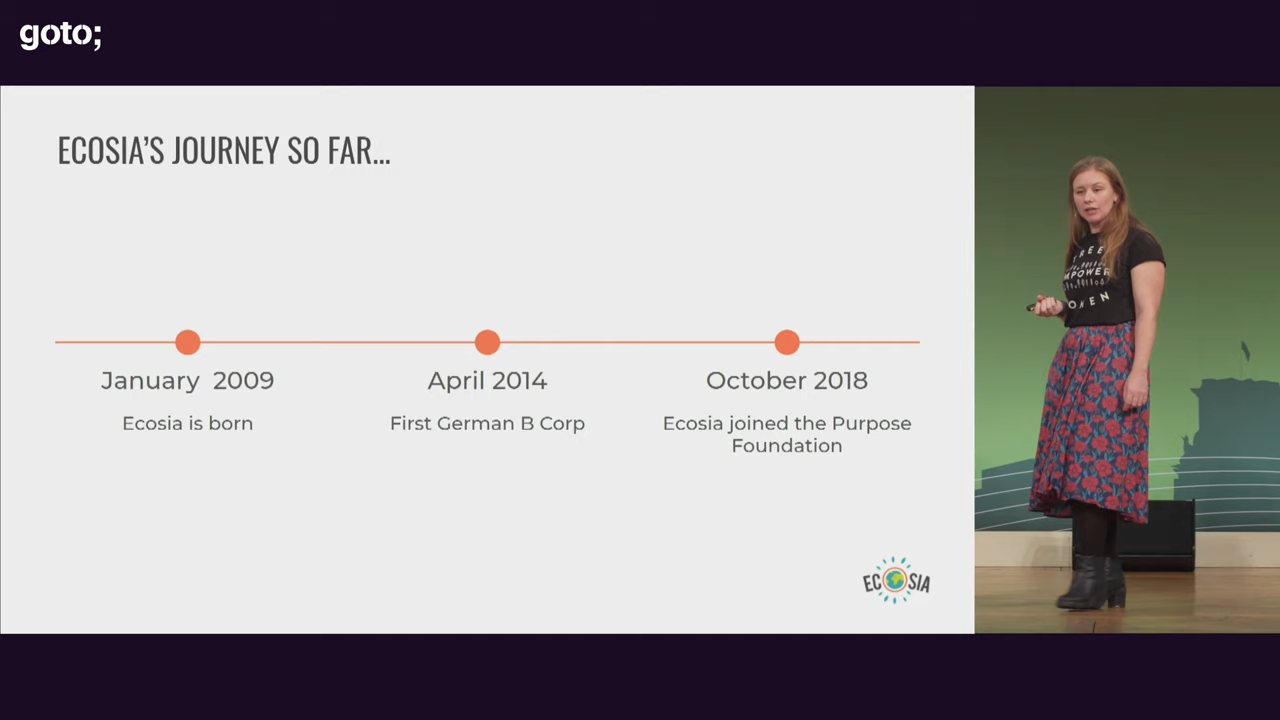 goto;
ECOSIA'S JOURNEY SO FAR...
January 2009
Ecosia is born
April 2014
First German B Corp
October 2018
Ecosia joined the Purpose
Foundation
ECOSIA